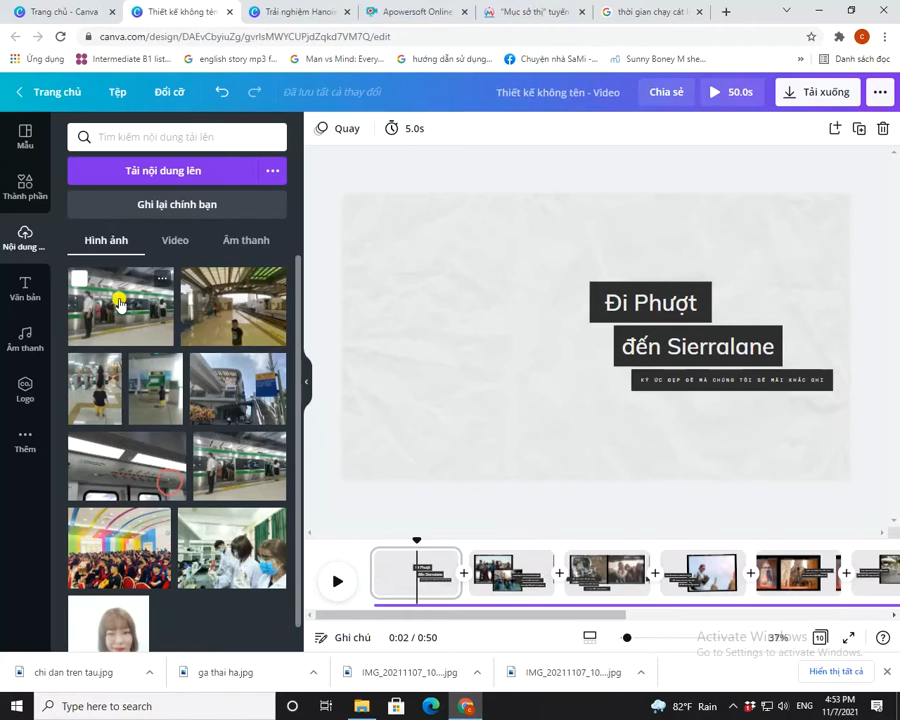 Trang chủ - Canva
Thiết kế không tên -
Trải nghiệm Hanoi
Apowersoft Online
"Mục sở thị" tuyến
thời gian chạy cát l
canva.com/design/DAEvCbyiuZg/gvrlsMWYCUPjdZqkd7VM7Q/edit
Ứng dụng
Intermediate B1 list...
english story mp3 f...
Man vs Mind: Every...
hướng dẫn sử dụng...
Chuyện nhà SaMi -...
Sunny Boney M she...
»
Danh sách đọc
Trang chủ
Tệp
Đổi cỡ
Đã lưu tất cả thay đổi
Thiết kế không tên - Video
Chia sẻ
50.0s
Tải xuống
Mẫu
Thành phần
Nội dung ...
Văn bản
Âm thanh
Logo
Thêm
Tìm kiếm nội dung tải lên
Tải nội dung lên
Ghi lại chính bạn
Hình ảnh
Video
Âm thanh
Quay
5.0s
Đi Phượt
đến Sierralane
KÝ ỨC ĐẸP ĐẼ MÀ CHÚNG TÔI SẼ MÃI KHẮC GHI
Đi Phượt
đến Sierralane
Ghi chú
0:02 / 0:50
37%
10
Activate Windows
Go to Settings to activate Windows.
chi dan tren tau.jpg
ga thai ha.jpg
IMG_20211107_10....jpg
IMG_20211107_10....jpg
Hiển thị tất cả
Type here to search
82°F Rain
ENG
4:53 PM
11/7/2021